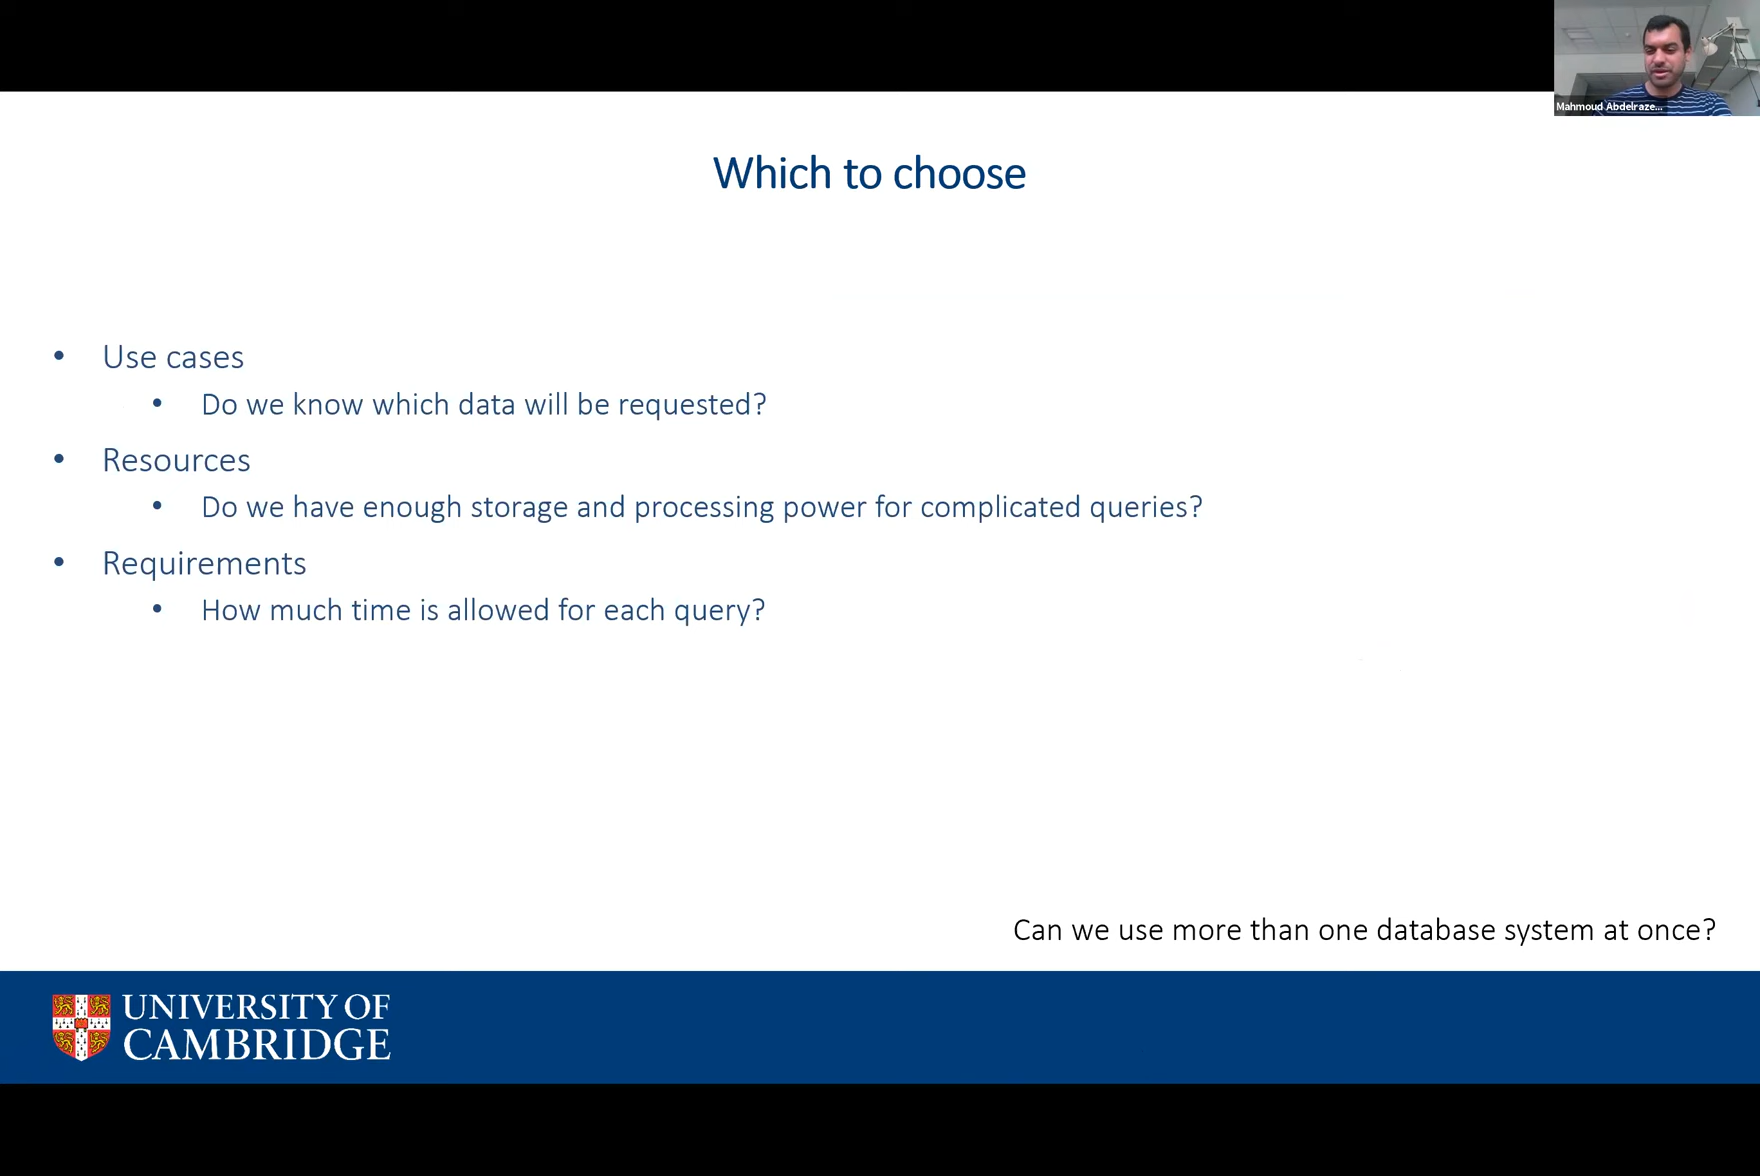 Mahmoud Abdelraze...
Which to choose
• Use cases
• Do we know which data will be requested?
• Resources
• Do we have enough storage and processing power for complicated queries?
• Requirements
• How much time is allowed for each query?
Can we use more than one database system at once?
UNIVERSITY OF
CAMBRIDGE